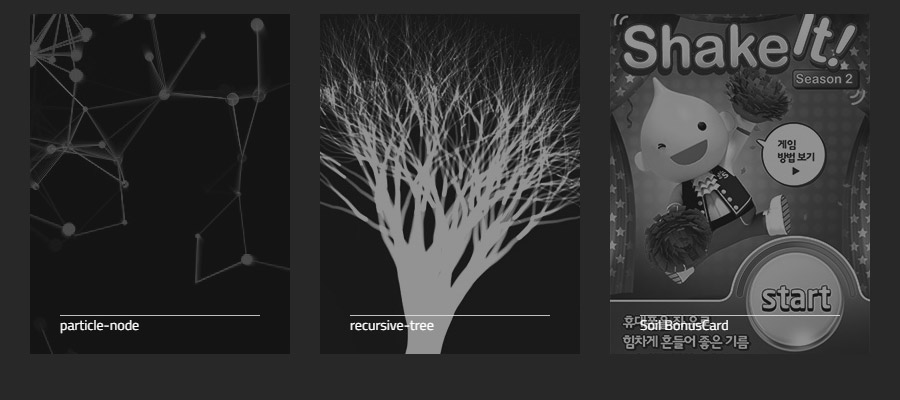 particle-node
recursive-tree
Shake It!
Season 2
게임
방법 보기
start
Soil BonusCard
힘차게 흔들어 좋은 기름